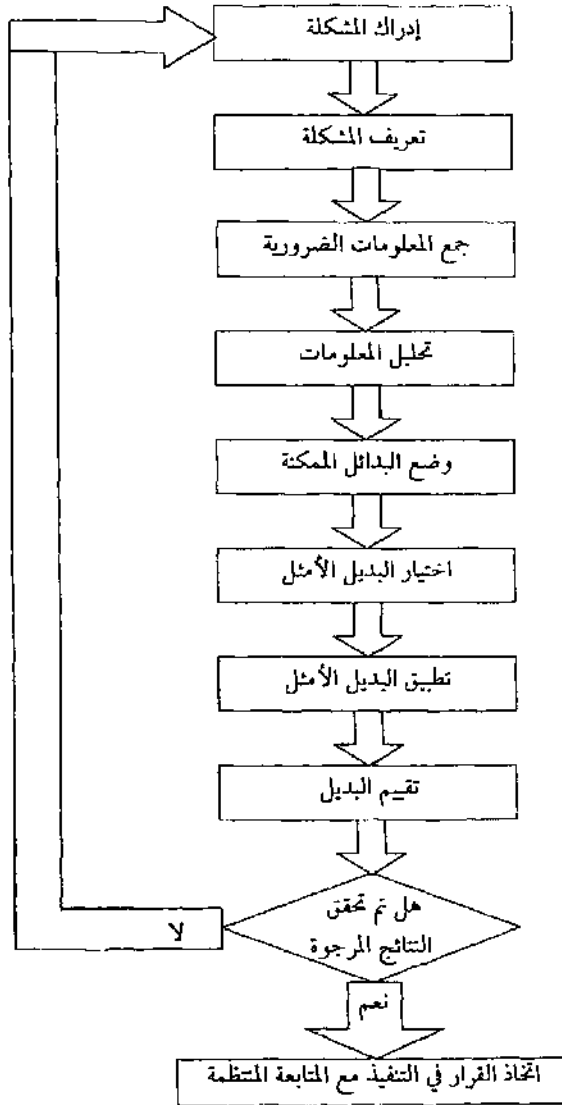 إدراك المشكلة
تعريف المشكلة
جمع المعلومات الضرورية
تحليل المعلومات
وضع البدائل الممكنة
اختيار البديل الأمثل
تطبيق البديل الأمثل
تقييم البديل
هل تم تحقق
النتائج المرجوة
لا
نعم
اتخاذ القرار في التنفيذ مع المتابعة المنتظمة